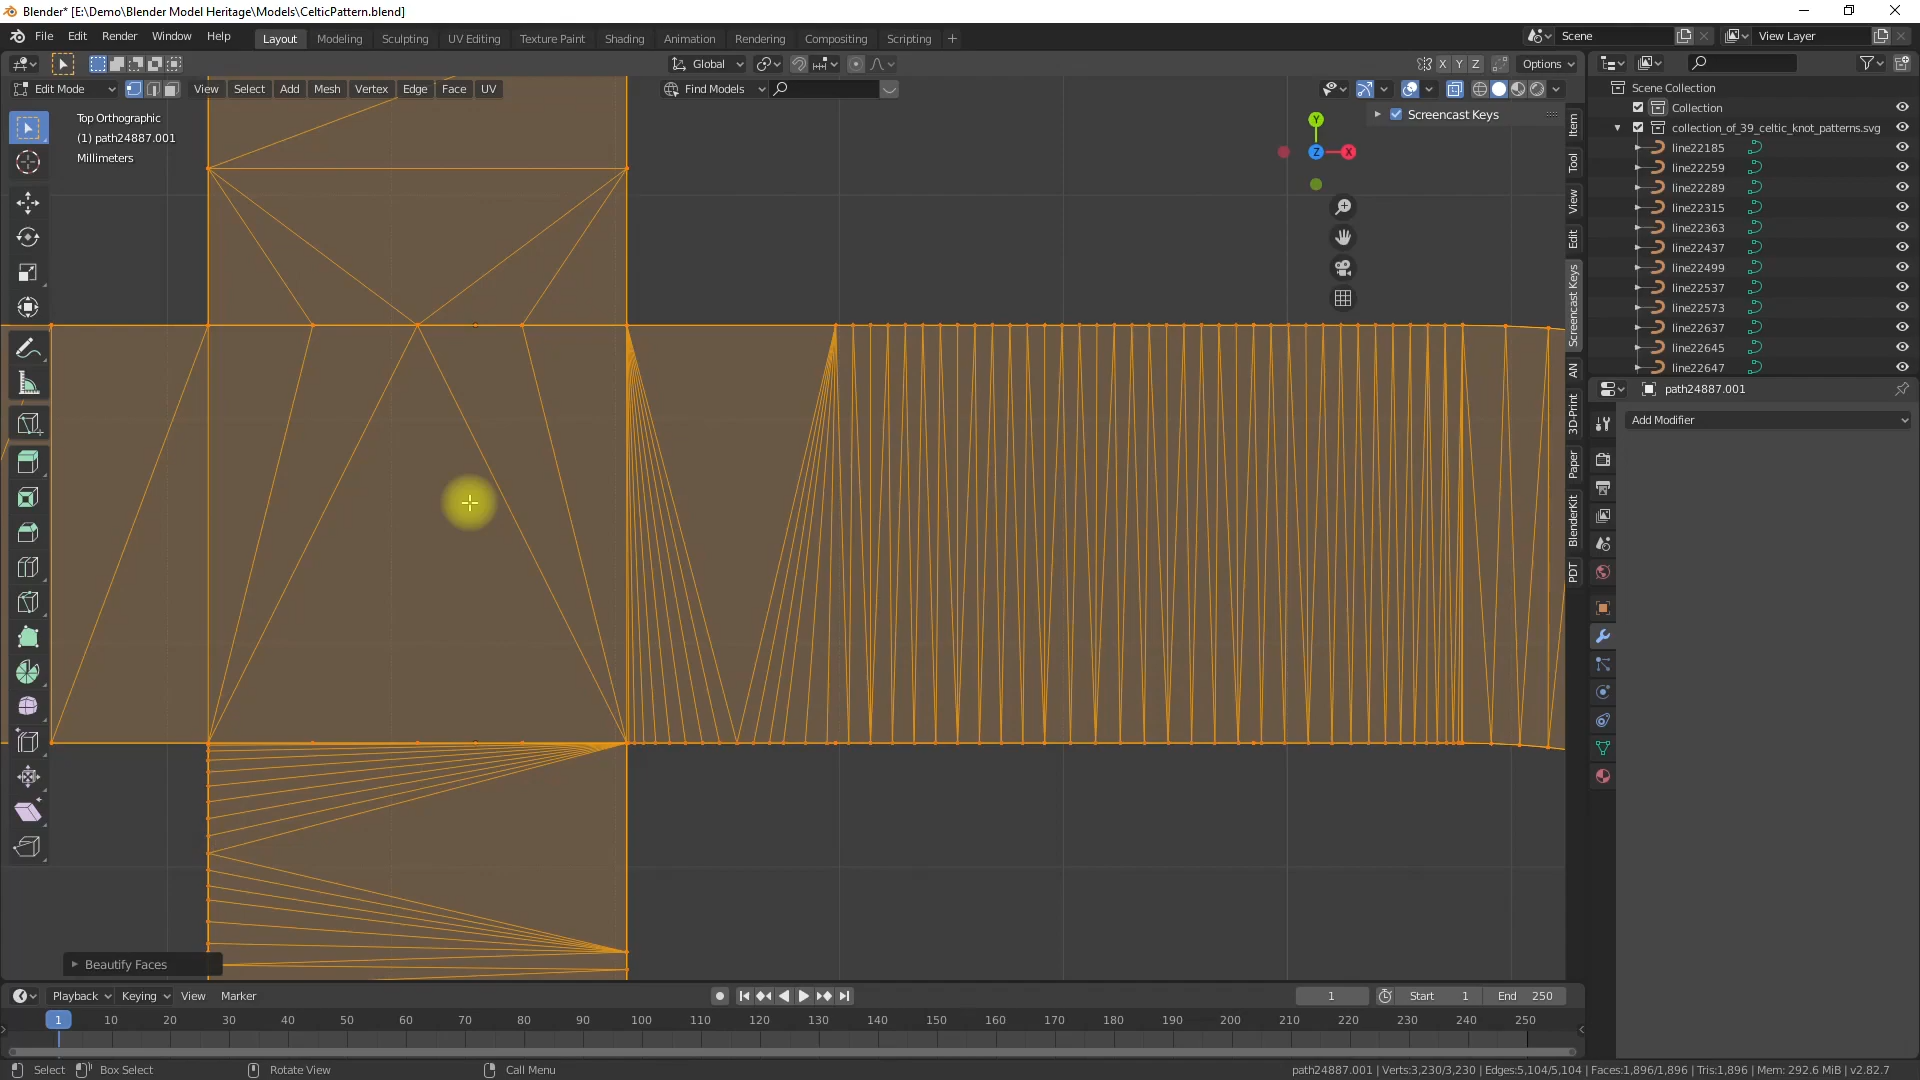 Blender* [E:\Demo\Blender Model Heritage\Models\CelticPattern.blend]
File Edit Render Window Help Layout Modeling Sculpting UV Editing Texture Paint Shading Animation Rendering Compositing Scripting + Scene View Layer
Global X Y Z Options
Edit Mode View Select Add Mesh Vertex Edge Face UV Find Models
Top Orthographic
(1) path24887.001
Millimeters
Screencast Keys
Y
Z
X
Item
Tool
View
Edit
Screencast Keys
AN
3D-Print
Paper
BlenderKit
PDT
Scene Collection
Collection
collection_of_39_celtic_knot_patterns.svg
line22185
line22259
line22289
line22315
line22363
line22437
line22499
line22537
line22573
line22637
line22645
line22647
path24887.001
Add Modifier
Beautify Faces
Playback Keying View Marker 1 Start 1 End 250
1 10 20 30 40 50 60 70 80 90 100 110 120 130 140 150 160 170 180 190 200 210 220 230 240 250
Select Box Select Rotate View Call Menu path24887.001 | Verts:3,230/3,230 | Edges:5,104/5,104 | Faces:1,896/1,896 | Tris:1,896 | Mem: 292.6 MiB | v2.82.7